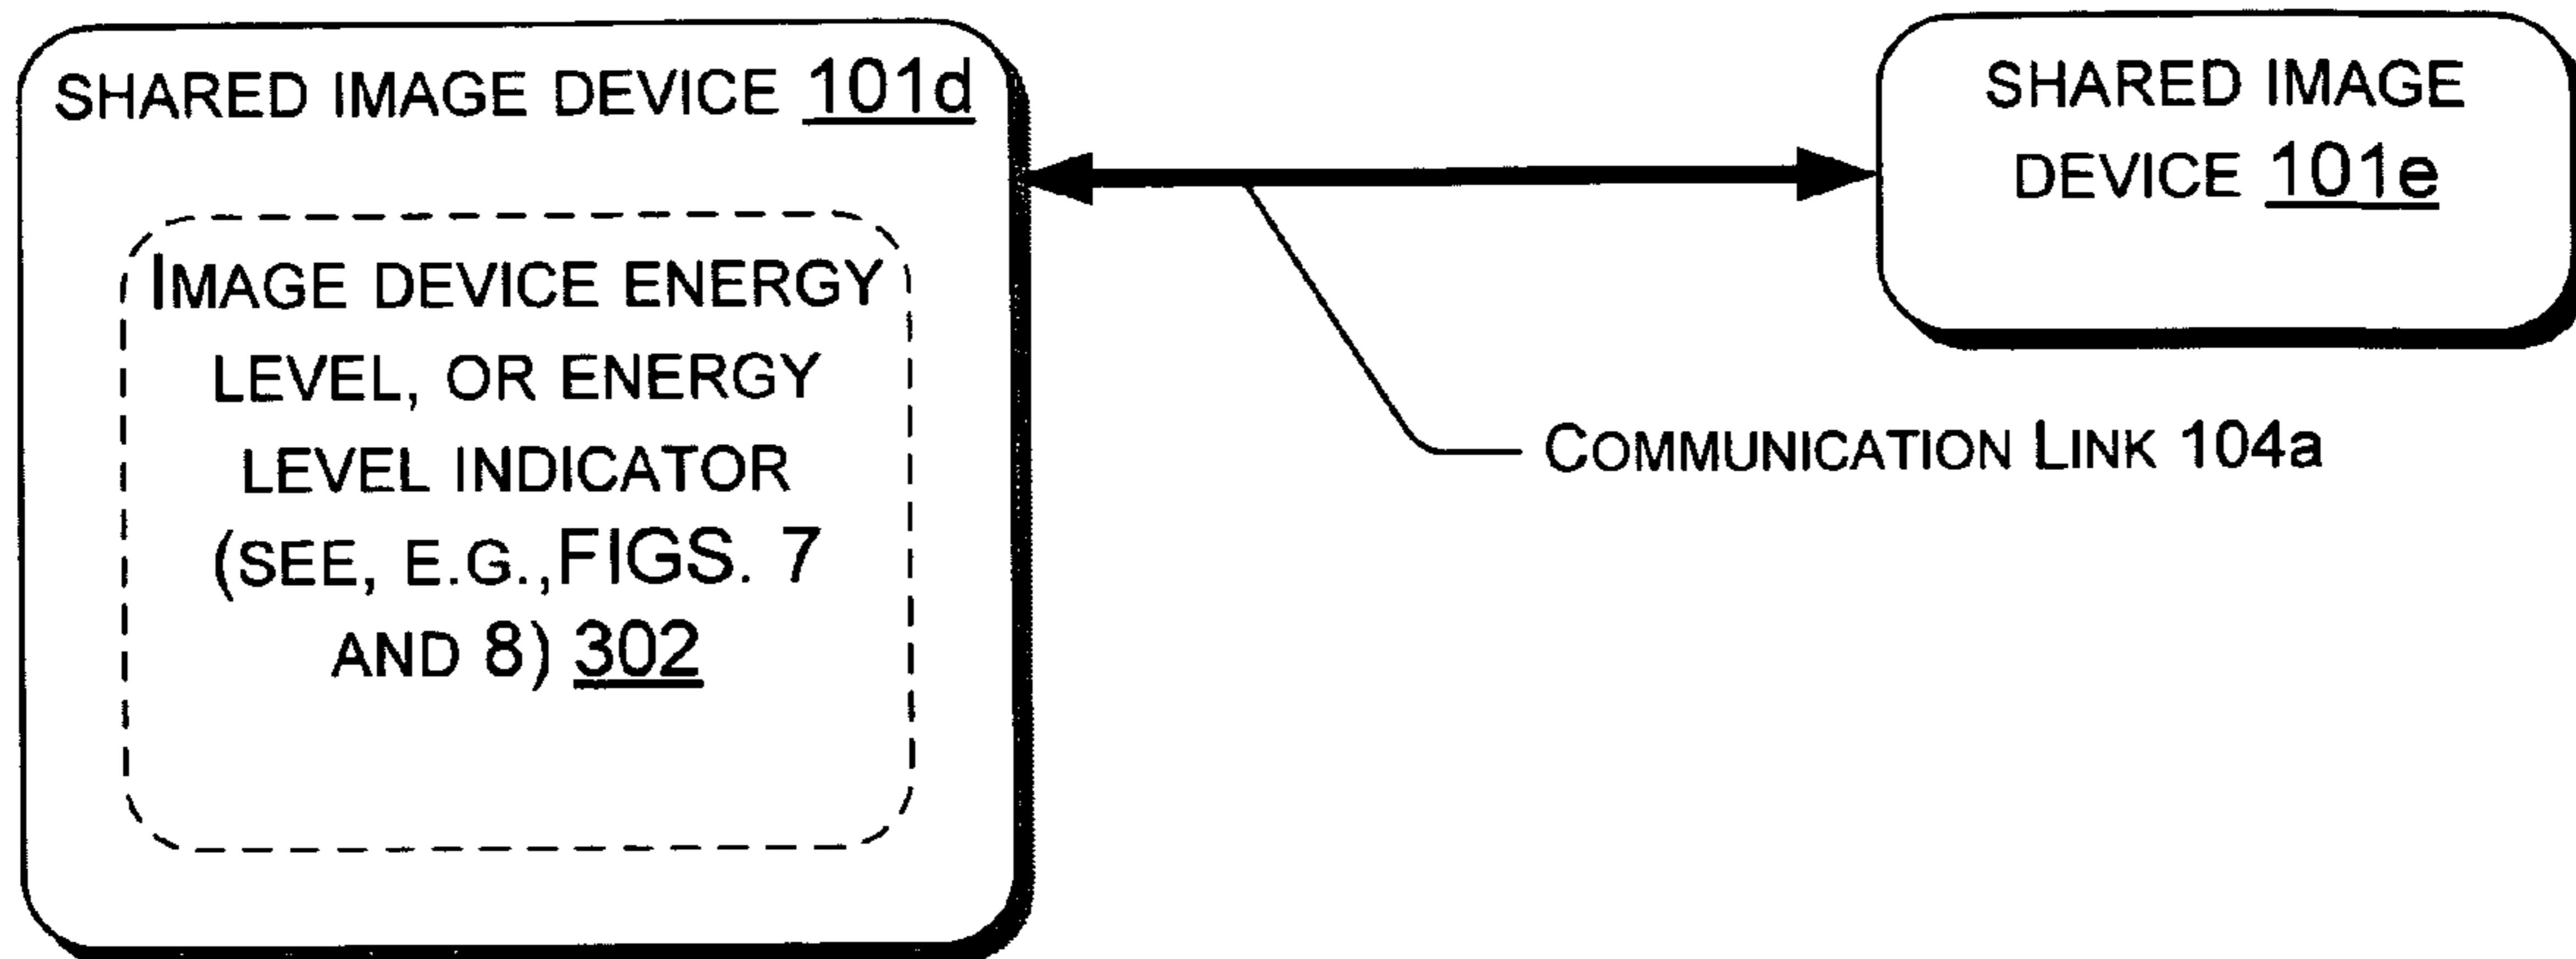 SHARED IMAGE DEVICE 101d
IMAGE DEVICE ENERGY
LEVEL, OR ENERGY
LEVEL INDICATOR
(SEE, E.G.,FIGS. 7
AND 8) 302
SHARED IMAGE
DEVICE 101e
COMMUNICATION LINK 104a